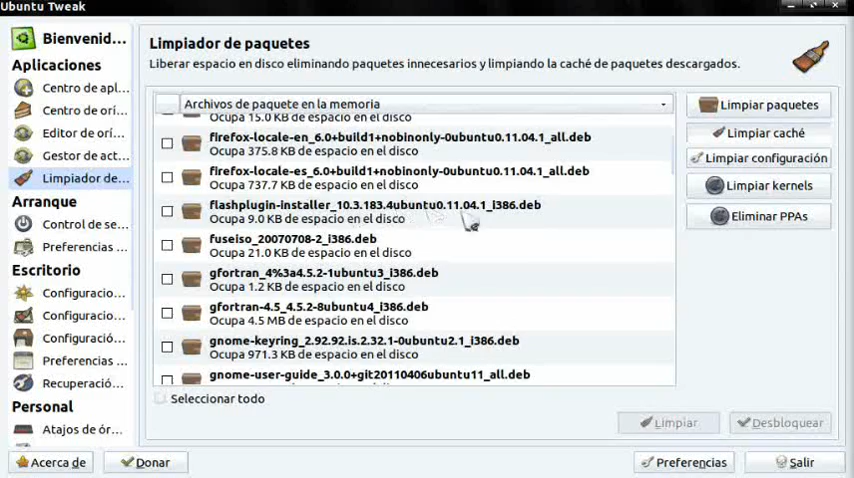 Ubuntu Tweak
Bienvenid...
Aplicaciones
Centro de apl...
Centro de orí...
Editor de orí...
Gestor de act...
Limpiador de...
Arranque
Control de se...
Preferencias ...
Escritorio
Configuracio...
Configuracio...
Configuració...
Preferencias ...
Recuperació...
Personal
Atajos de ór...
Limpiador de paquetes
Liberar espacio en disco eliminando paquetes innecesarios y limpiando la caché de paquetes descargados.
Archivos de paquete en la memoria
Ocupa 15.0 KB de espacio en el disco
firefox-locale-en_6.0+build1+nobinonly-0ubuntu0.11.04.1_all.deb
Ocupa 375.8 KB de espacio en el disco
firefox-locale-es_6.0+build1+nobinonly-0ubuntu0.11.04.1_all.deb
Ocupa 737.7 KB de espacio en el disco
flashplugin-installer_10.3.183.4ubuntu0.11.04.1_i386.deb
Ocupa 9.0 KB de espacio en el disco
fuseiso_20070708-2_i386.deb
Ocupa 21.0 KB de espacio en el disco
gfortran_4%3a4.5.2-1ubuntu3_i386.deb
Ocupa 1.2 KB de espacio en el disco
gfortran-4.5_4.5.2-8ubuntu4_i386.deb
Ocupa 4.5 MB de espacio en el disco
gnome-keyring_2.92.92.is.2.32.1-0ubuntu2.1_i386.deb
Ocupa 971.3 KB de espacio en el disco
gnome-user-guide_3.0.0+git20110406ubuntu11_all.deb
Seleccionar todo
Limpiar paquetes
Limpiar caché
Limpiar configuración
Limpiar kernels
Eliminar PPAs
Limpiar
Desbloquear
Acerca de
Donar
Preferencias
Salir